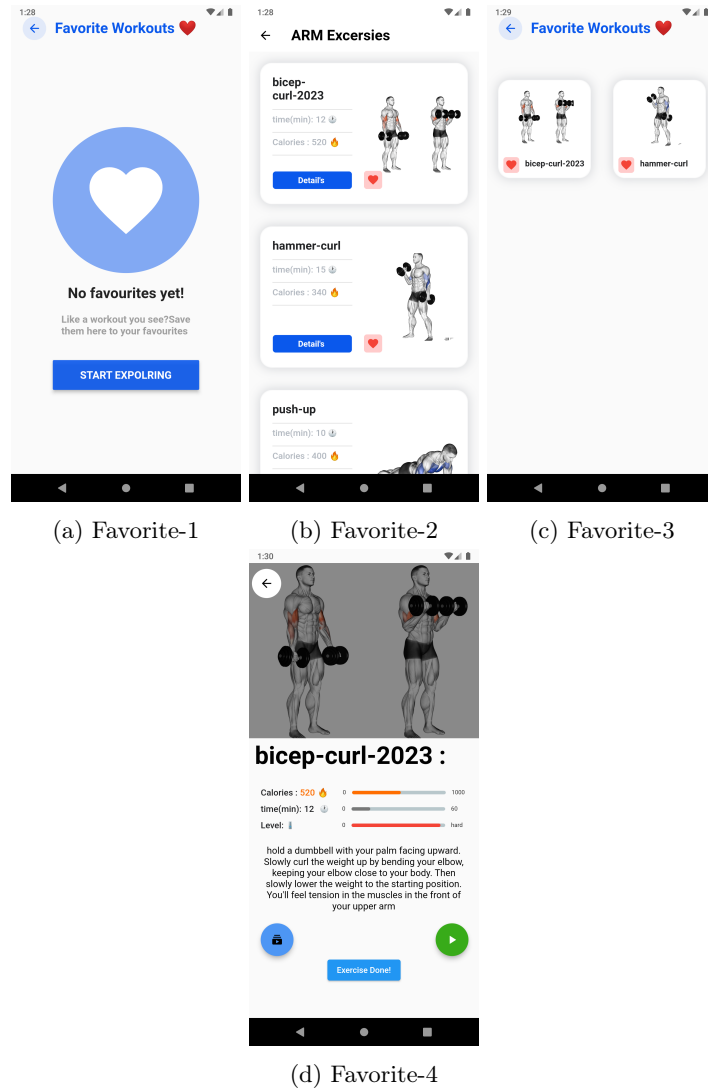 1:28
Favorite Workouts ❤️
No favourites yet!
Like a workout you see?Save
them here to your favourites
START EXPOLRING
(a) Favorite-1
1:28
ARM Excersies
bicep-
curl-2023
time(min): 12
Calories : 520 🔥
Detail's
hammer-curl
time(min): 15
Calories : 340 🔥
Detail's
push-up
time(min): 10
Calories : 400 🔥
(b) Favorite-2
1:29
Favorite Workouts ❤️
bicep-curl-2023
hammer-curl
(c) Favorite-3
1:30
bicep-curl-2023 :
Calories : 520 🔥 0 1000
time(min): 12 0 60
Level: 0 hard
hold a dumbbell with your palm facing upward.
Slowly curl the weight up by bending your elbow,
keeping your elbow close to your body. Then
slowly lower the weight to the starting position.
You'll feel tension in the muscles in the front of
your upper arm
Exercise Done!
(d) Favorite-4